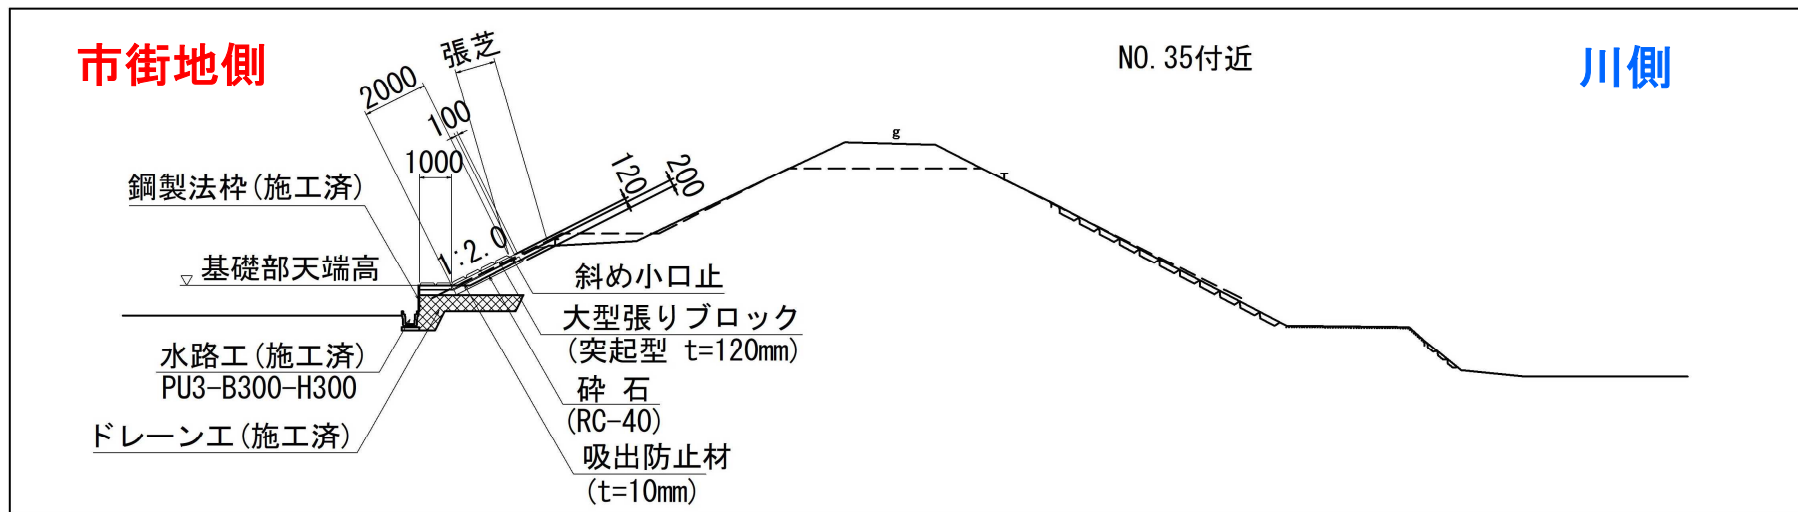 市街地側
張芝
NO.35付近
川側
2000
100
1000
120
200
鋼製法枠(施工済)
1:2.0
基礎部天端高
斜め小口止
大型張りブロック
(突起型 t=120mm)
水路工(施工済)
PU3-B300-H300
砕 石
(RC-40)
ドレーン工(施工済)
吸出防止材
(t=10mm)
g